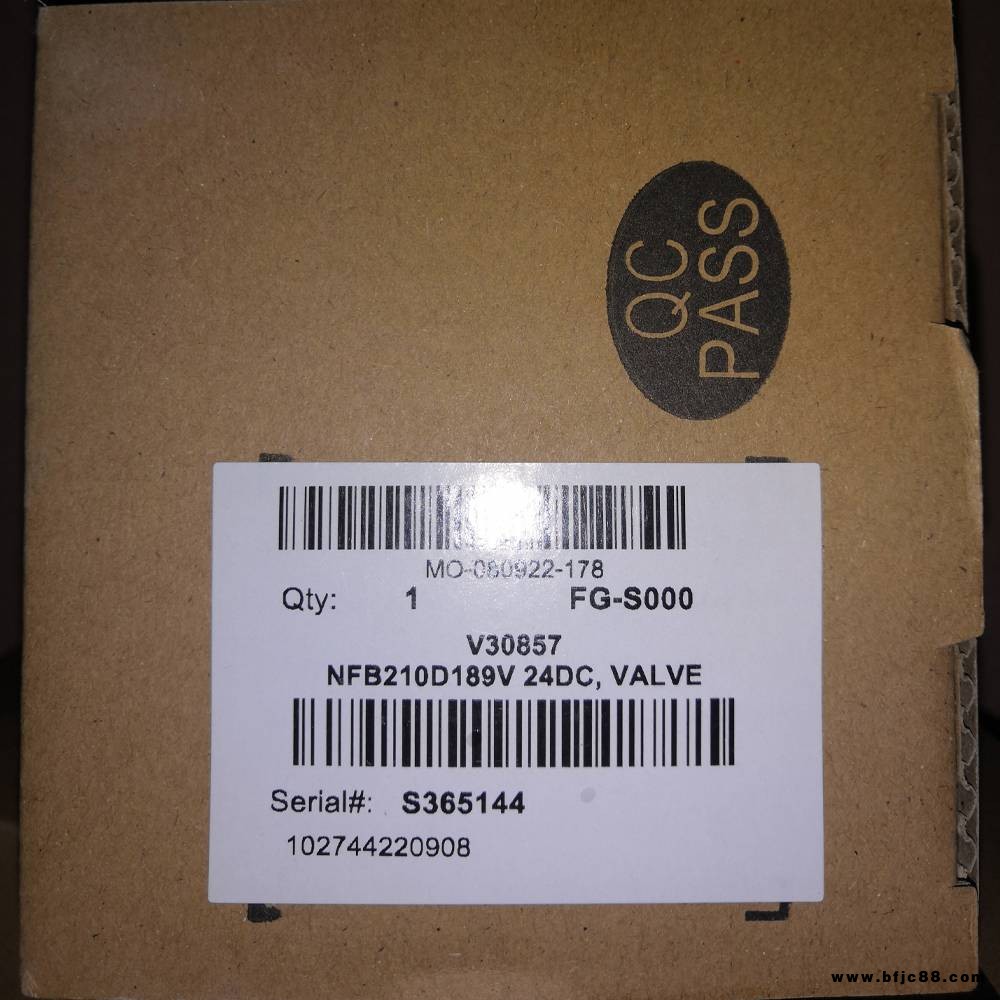 QC
PASS
MO-080922-178
Qty: 1 FG-S000
V30857
NFB210D189V 24DC, VALVE
Serial#: S365144
102744220908
www.bfjc88.com